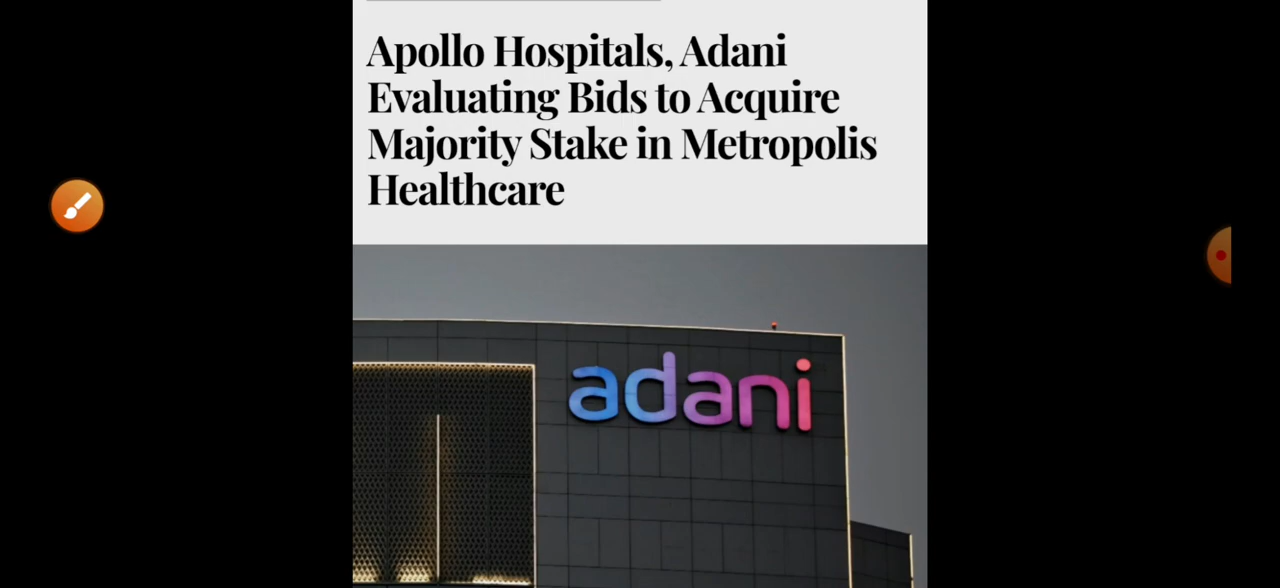 Apollo Hospitals, Adani
Evaluating Bids to Acquire
Majority Stake in Metropolis
Healthcare
adani